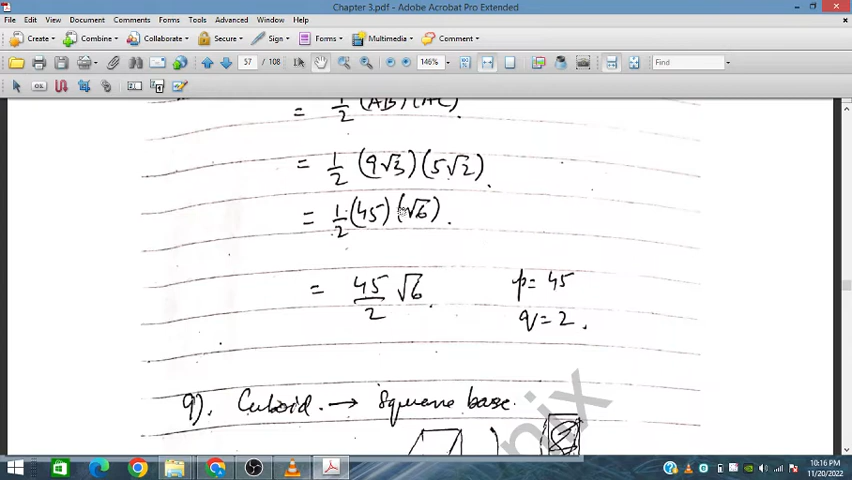 Chapter 3.pdf - Adobe Acrobat Pro Extended
File Edit View Document Comments Forms Tools Advanced Window Help
Create Combine Collaborate Secure Sign Forms Multimedia Comment
57 / 108 146% Find
= 1/2 (AB)(AC).
= 1/2 (9√3)(5√2).
= 1/2 (45)(√6).
= 45/2 √6. p = 45
q = 2.
9). Cuboid. → Square base.
nix
10:16 PM
11/20/2022